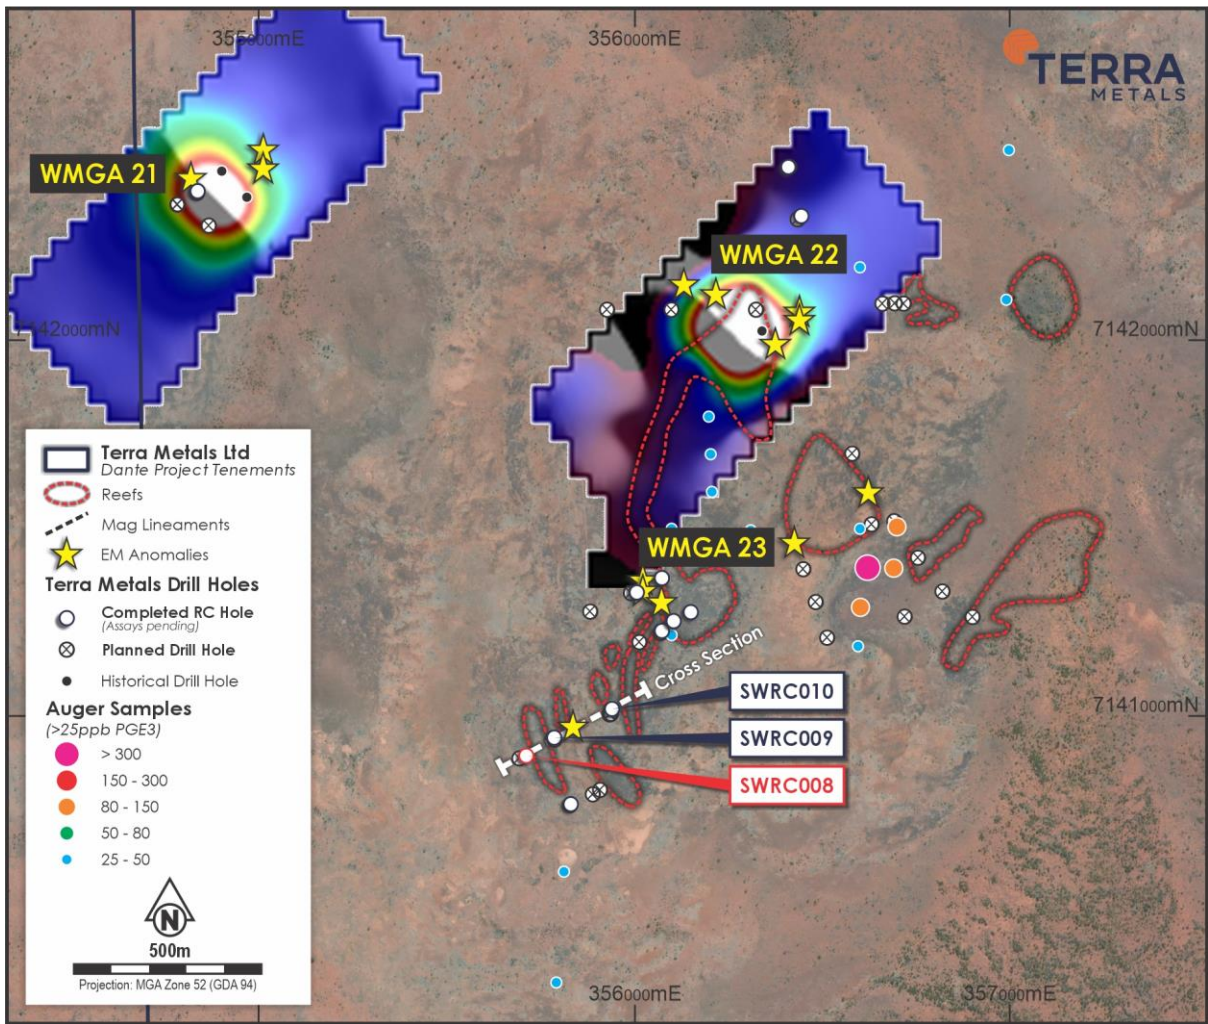 355000mE
356000mE
TERRA
METALS
WMGA 21
WMGA 22
7142000mN
7142000mN
Terra Metals Ltd
Dante Project Tenements
Reefs
Mag Lineaments
EM Anomalies
Terra Metals Drill Holes
Completed RC Hole
(Assays pending)
Planned Drill Hole
Historical Drill Hole
Auger Samples
(>25ppb PGE3)
> 300
150 - 300
80 - 150
50 - 80
25 - 50
N
500m
Projection: MGA Zone 52 (GDA 94)
WMGA 23
Cross Section
SWRC010
7141000mN
SWRC009
SWRC008
356000mE
357000mE